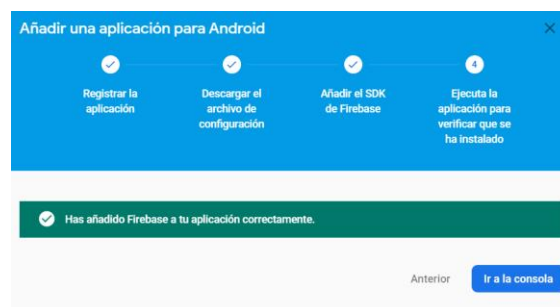 Añadir una aplicación para Android
4
Registrar la
aplicación
Descargar el
archivo de
configuración
Añadir el SDK
de Firebase
Ejecuta la
aplicación para
verificar que se
ha instalado
Has añadido Firebase a tu aplicación correctamente.
Anterior
Ir a la consola